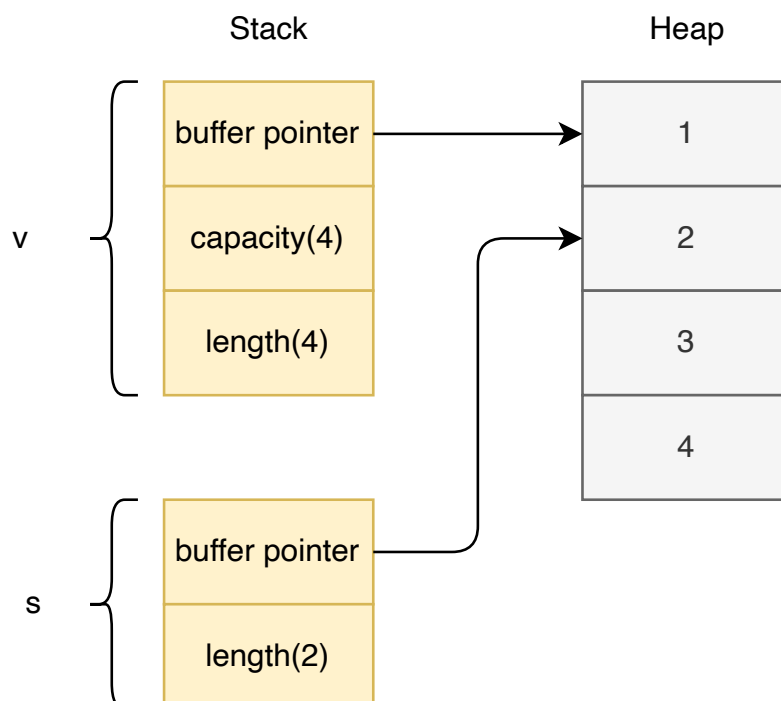 Stack
Heap
v
buffer pointer
capacity(4)
length(4)
1
2
3
4
s
buffer pointer
length(2)